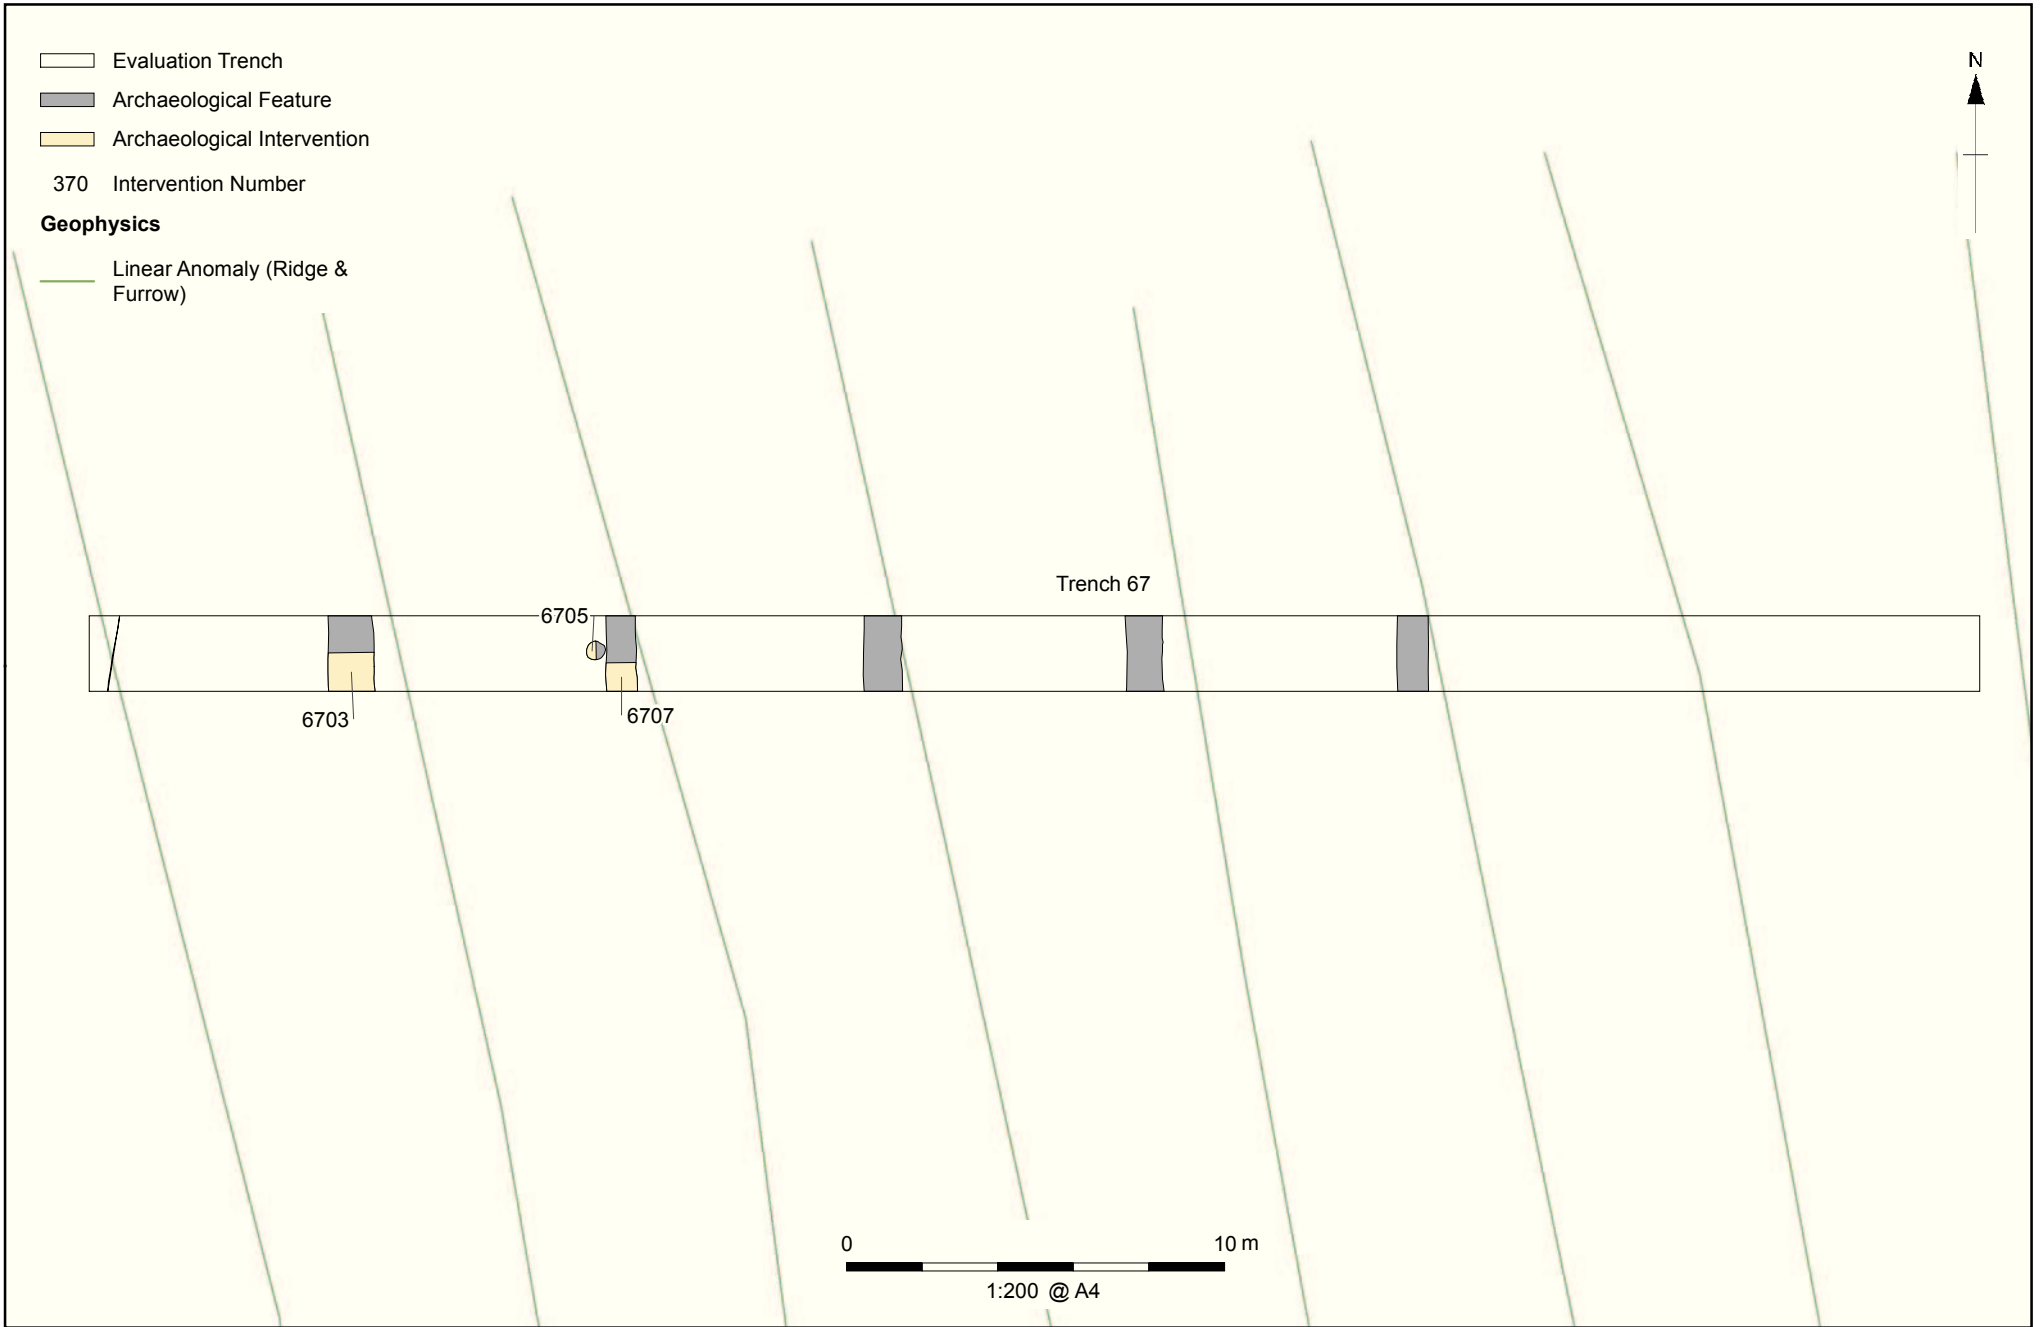 Evaluation Trench
Archaeological Feature
Archaeological Intervention
370 Intervention Number
Geophysics
Linear Anomaly (Ridge &
Furrow)
N
Trench 67
6705
6703
6707
0 10 m
1:200 @ A4